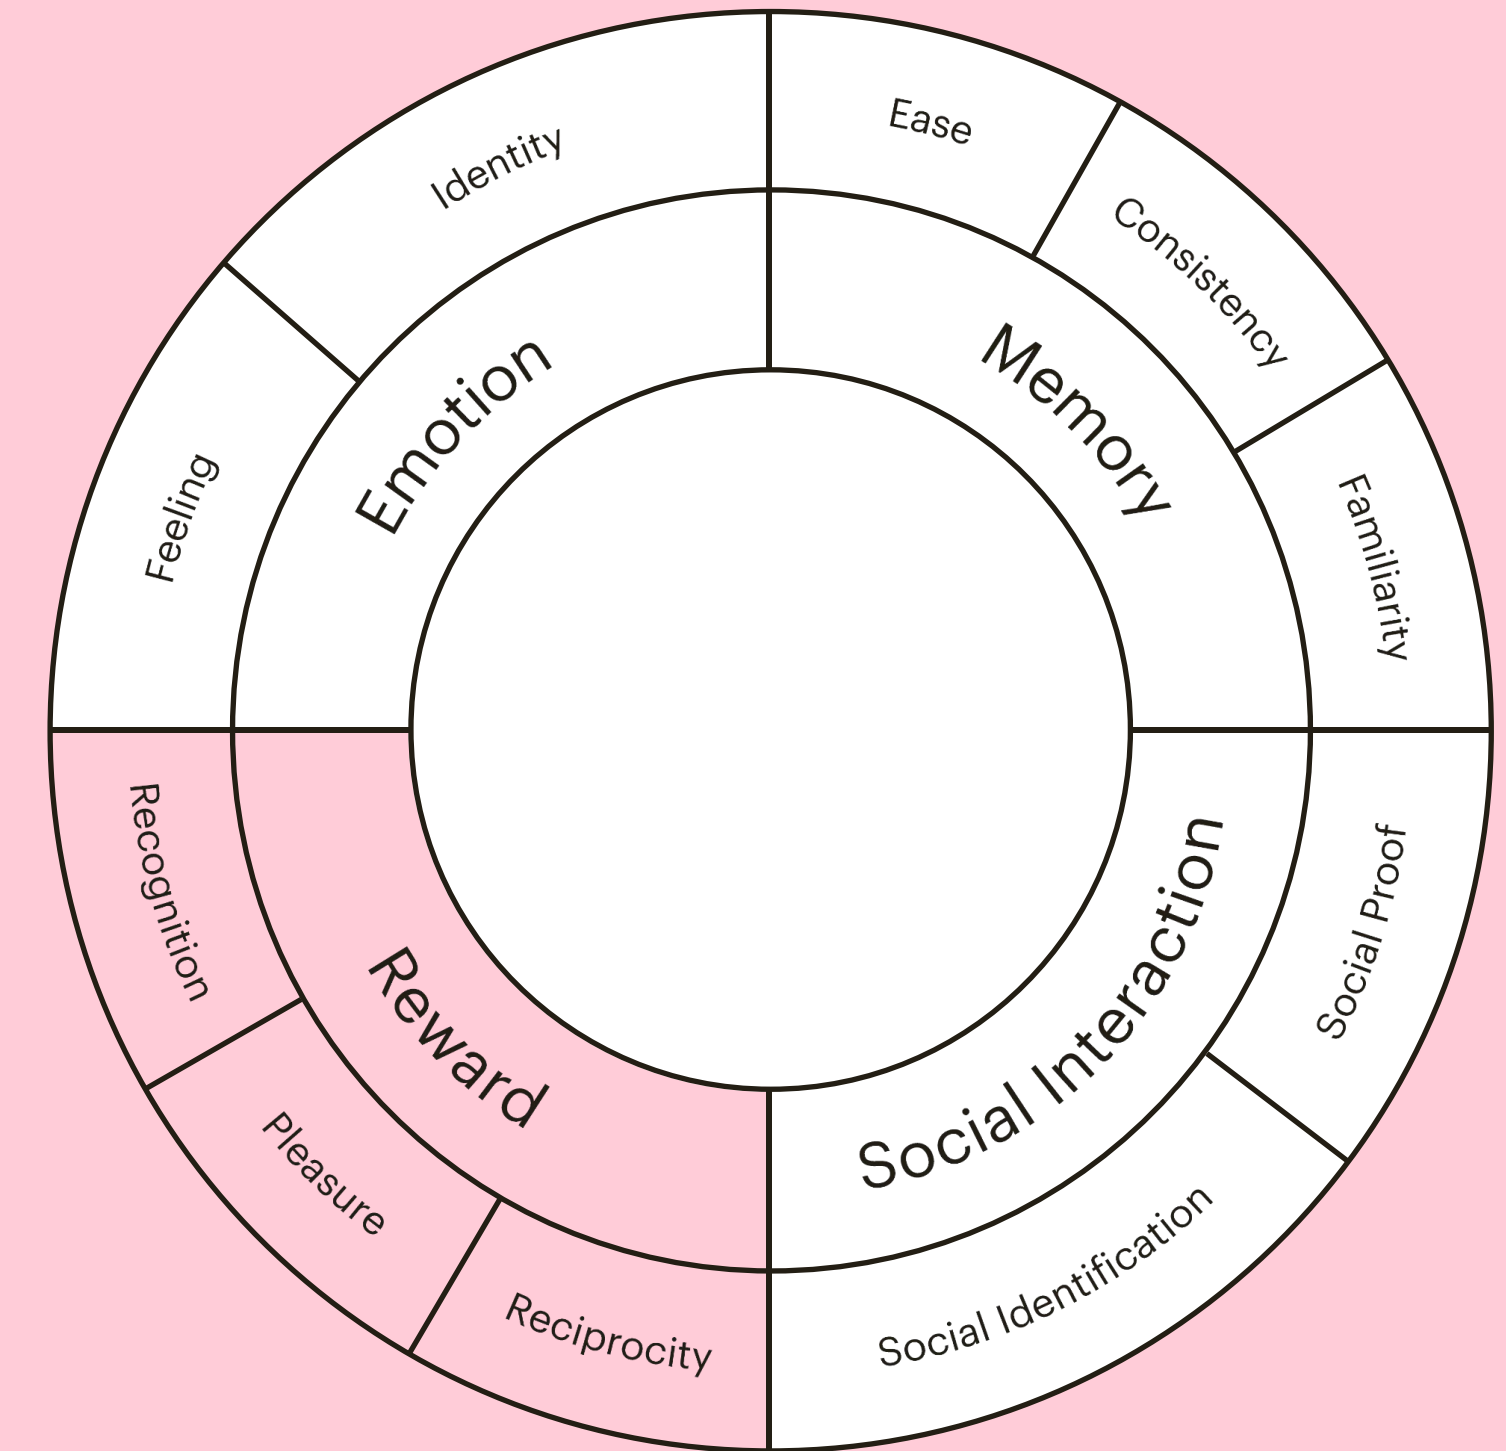 Identity
Ease
Consistency
Familiarity
Feeling
Emotion
Memory
Recognition
Reward
Pleasure
Reciprocity
Social Interaction
Social Proof
Social Identification